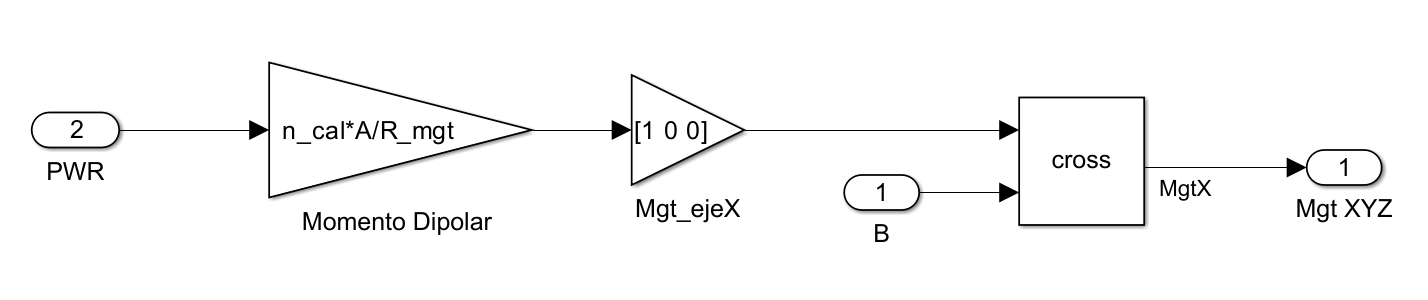 2
PWR
n_cal*A/R_mgt
Momento Dipolar
[1 0 0]
Mgt_ejeX
1
B
cross
MgtX
1
Mgt XYZ